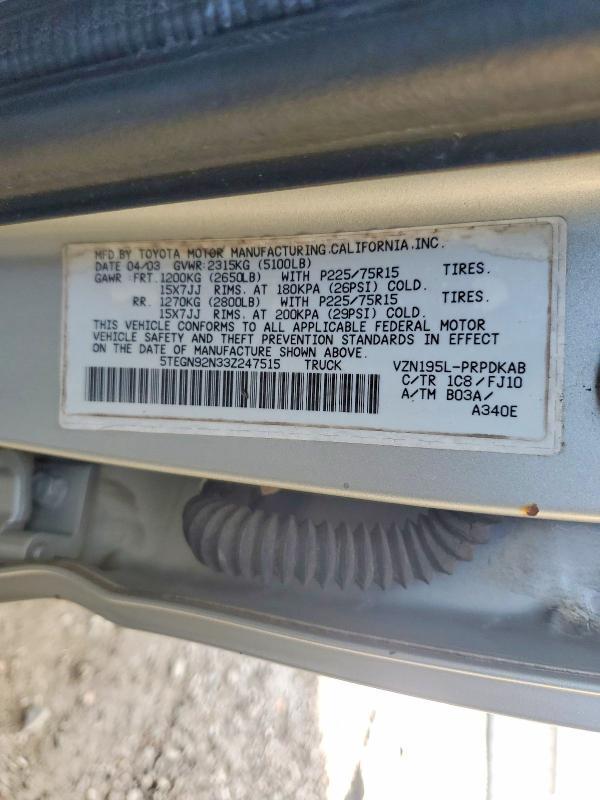 MFD BY TOYOTA MOTOR MANUFACTURING,CALIFORNIA,INC.
DATE 04/03 GVWR:2315KG (5100LB)
GAWR : FRT. 1200KG (2650LB) WITH P225/75R15 TIRES.
15X7JJ RIMS. AT 180KPA (26PSI) COLD.
RR. 1270KG (2800LB) WITH P225/75R15 TIRES.
15X7JJ RIMS. AT 200KPA (29PSI) COLD.
THIS VEHICLE CONFORMS TO ALL APPLICABLE FEDERAL MOTOR
VEHICLE SAFETY AND THEFT PREVENTION STANDARDS IN EFFECT
ON THE DATE OF MANUFACTURE SHOWN ABOVE.
5TEGN92N33Z247515 TRUCK VZN195L-PRPDKAB
C/TR 1C8/FJ10
A/TM B03A/
A340E